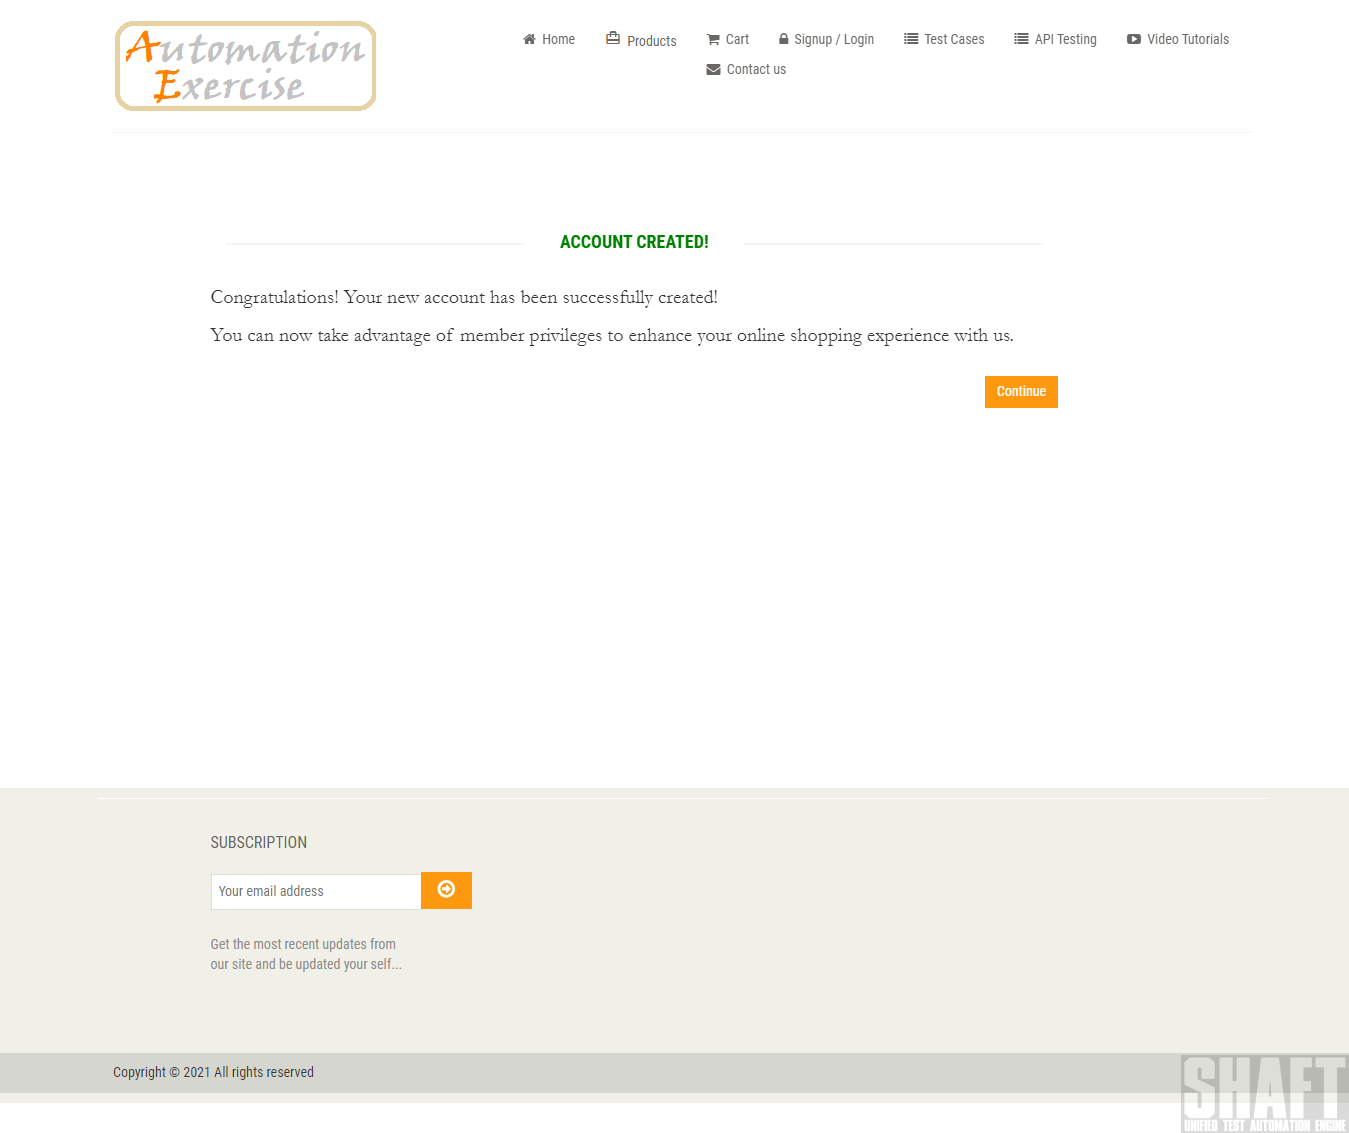 Automation
Exercise
Home
Products
Cart
Signup / Login
Test Cases
API Testing
Video Tutorials
Contact us
ACCOUNT CREATED!
Congratulations! Your new account has been successfully created!
You can now take advantage of member privileges to enhance your online shopping experience with us.
Continue
SUBSCRIPTION
Your email address
Get the most recent updates from
our site and be updated your self...
Copyright © 2021 All rights reserved
SHAFT
UNIFIED TEST AUTOMATION ENGINE